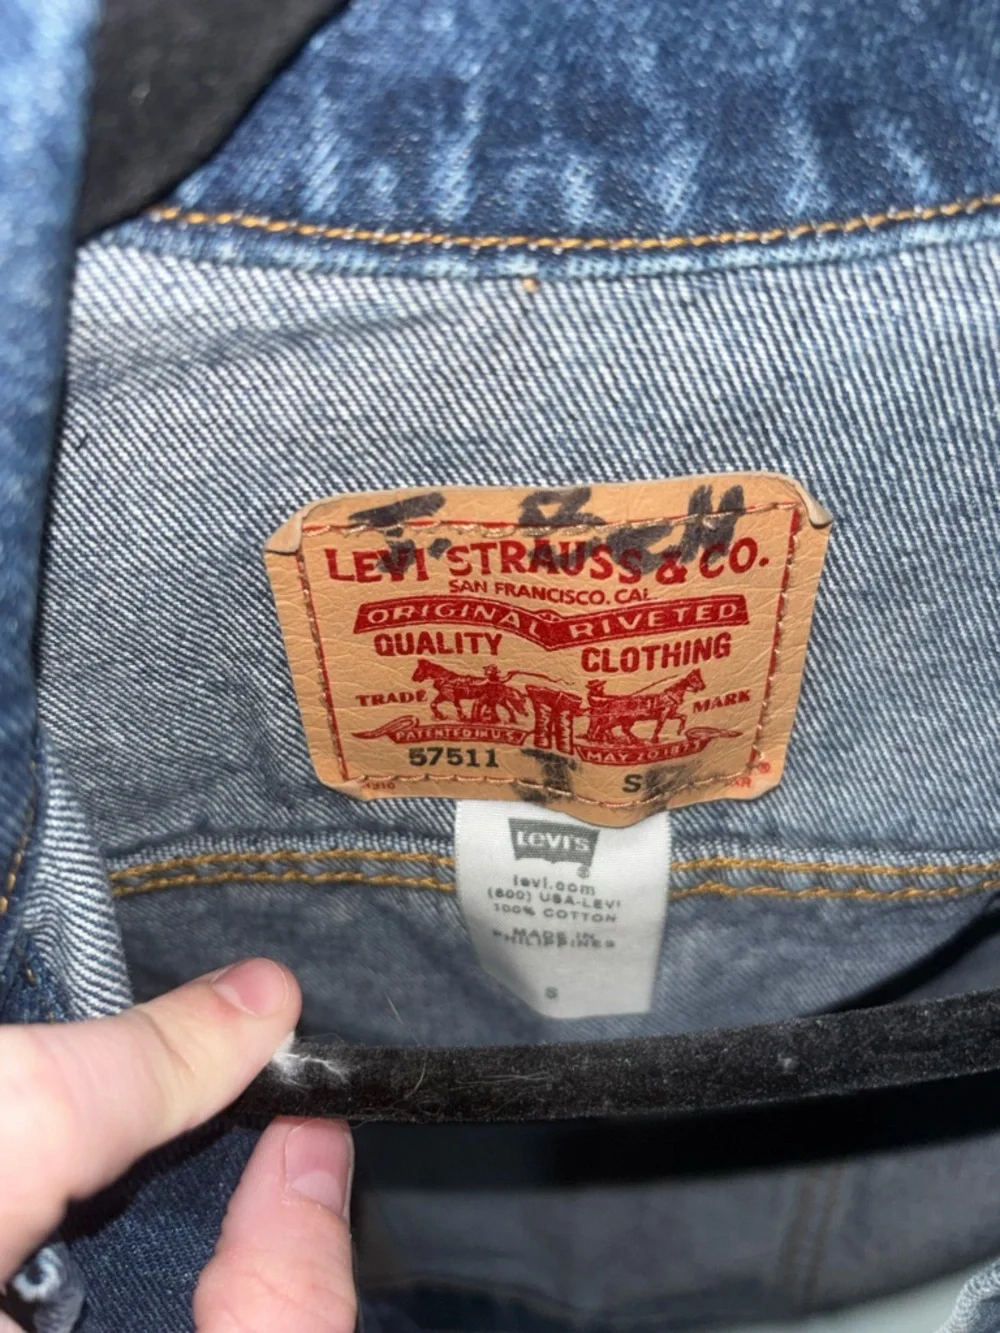 LEVI STRAUSS & CO.
SAN FRANCISCO. CAL
ORIGINAL RIVETED
QUALITY CLOTHING
TRADE MARK
PATENTED IN U.S. MAY 20 1873
57511 S
Levi's
®
levi.com
(800) USA-LEVI
100% COTTON
MADE IN
PHILIPPINES
S